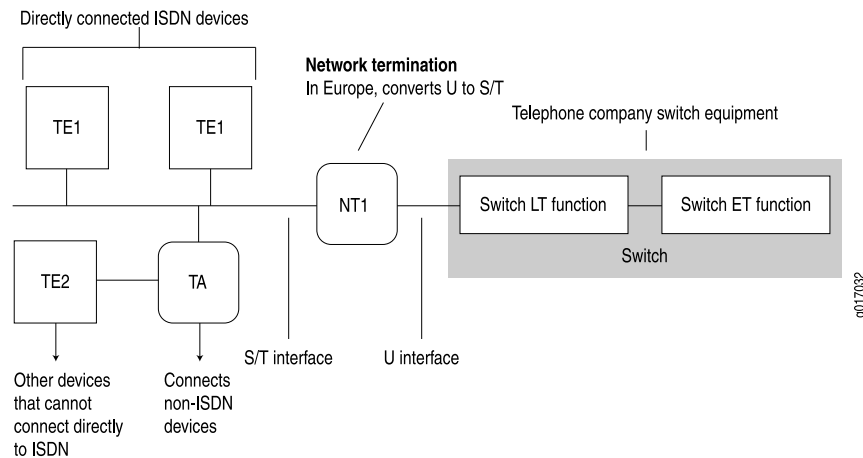 Directly connected ISDN devices
Network termination
In Europe, converts U to S/T
Telephone company switch equipment
TE1
TE1
NT1
Switch LT function
Switch ET function
Switch
TE2
TA
S/T interface
U interface
Other devices
that cannot
connect directly
to ISDN
Connects
non-ISDN
devices
g017032